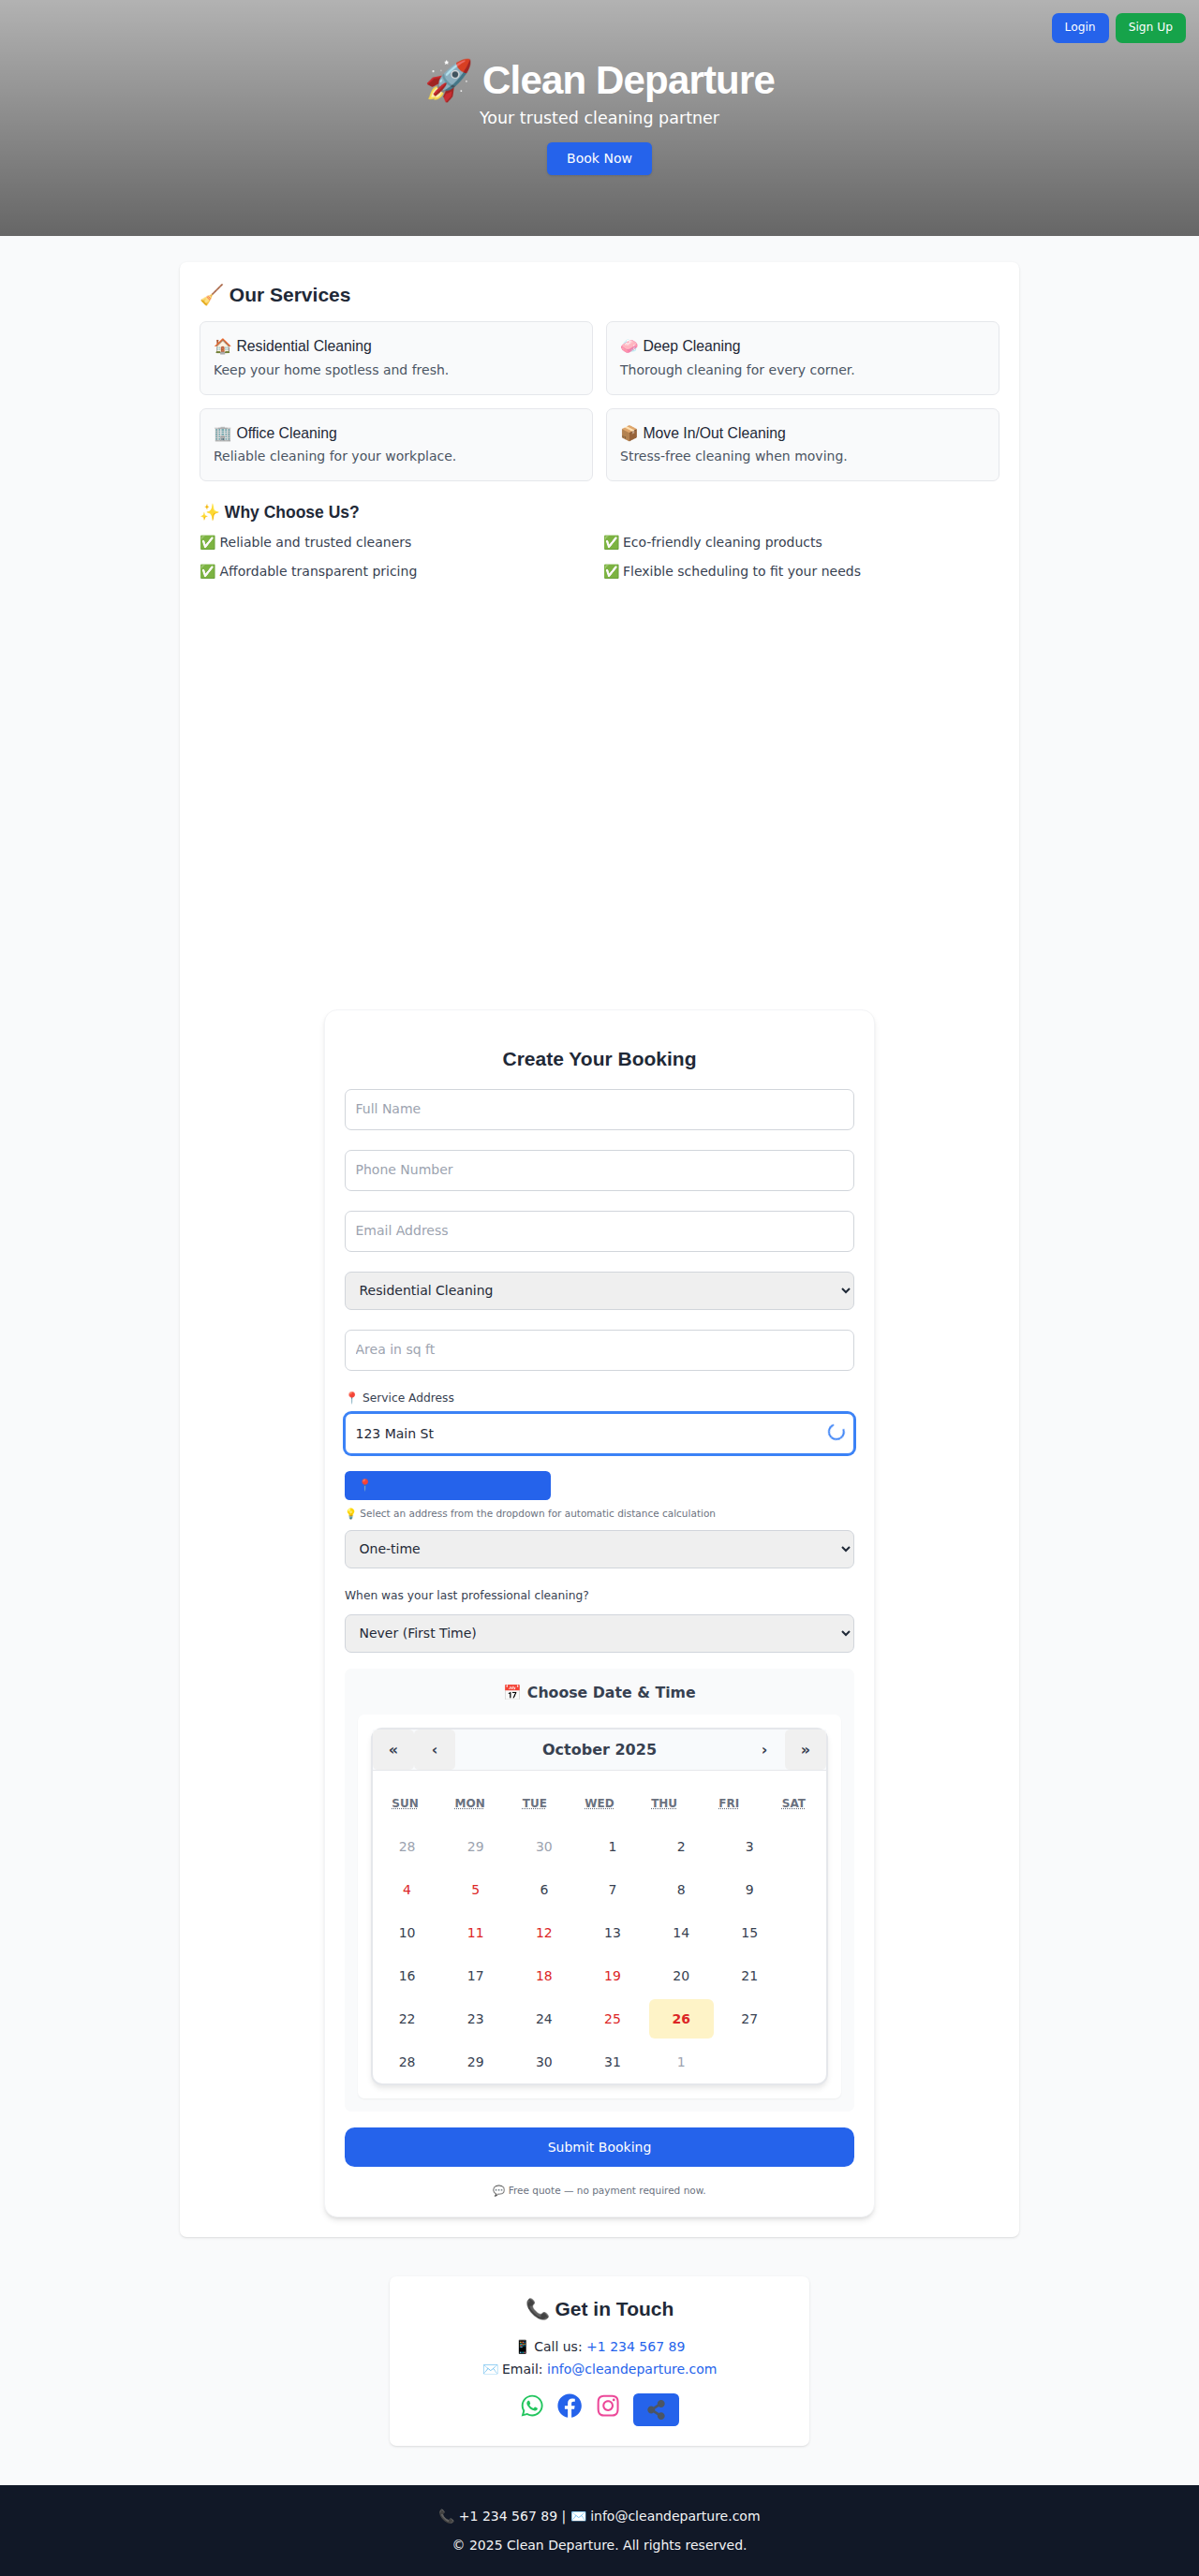 Login Sign Up
🚀 Clean Departure
Your trusted cleaning partner
Book Now
🧹 Our Services
🏠 Residential Cleaning
Keep your home spotless and fresh.
🧼 Deep Cleaning
Thorough cleaning for every corner.
🏢 Office Cleaning
Reliable cleaning for your workplace.
📦 Move In/Out Cleaning
Stress-free cleaning when moving.
✨ Why Choose Us?
✅ Reliable and trusted cleaners
✅ Eco-friendly cleaning products
✅ Affordable transparent pricing
✅ Flexible scheduling to fit your needs
Create Your Booking
Full Name
Phone Number
Email Address
Residential Cleaning
Area in sq ft
📍 Service Address
123 Main St
📍
💡 Select an address from the dropdown for automatic distance calculation
One-time
When was your last professional cleaning?
Never (First Time)
📅 Choose Date & Time
« ‹ October 2025 › »
SUN MON TUE WED THU FRI SAT
28 29 30 1 2 3
4 5 6 7 8 9
10 11 12 13 14 15
16 17 18 19 20 21
22 23 24 25 26 27
28 29 30 31 1
Submit Booking
💬 Free quote — no payment required now.
📞 Get in Touch
📱 Call us: +1 234 567 89
✉️ Email: info@cleandeparture.com
📞 +1 234 567 89 | ✉️ info@cleandeparture.com
© 2025 Clean Departure. All rights reserved.